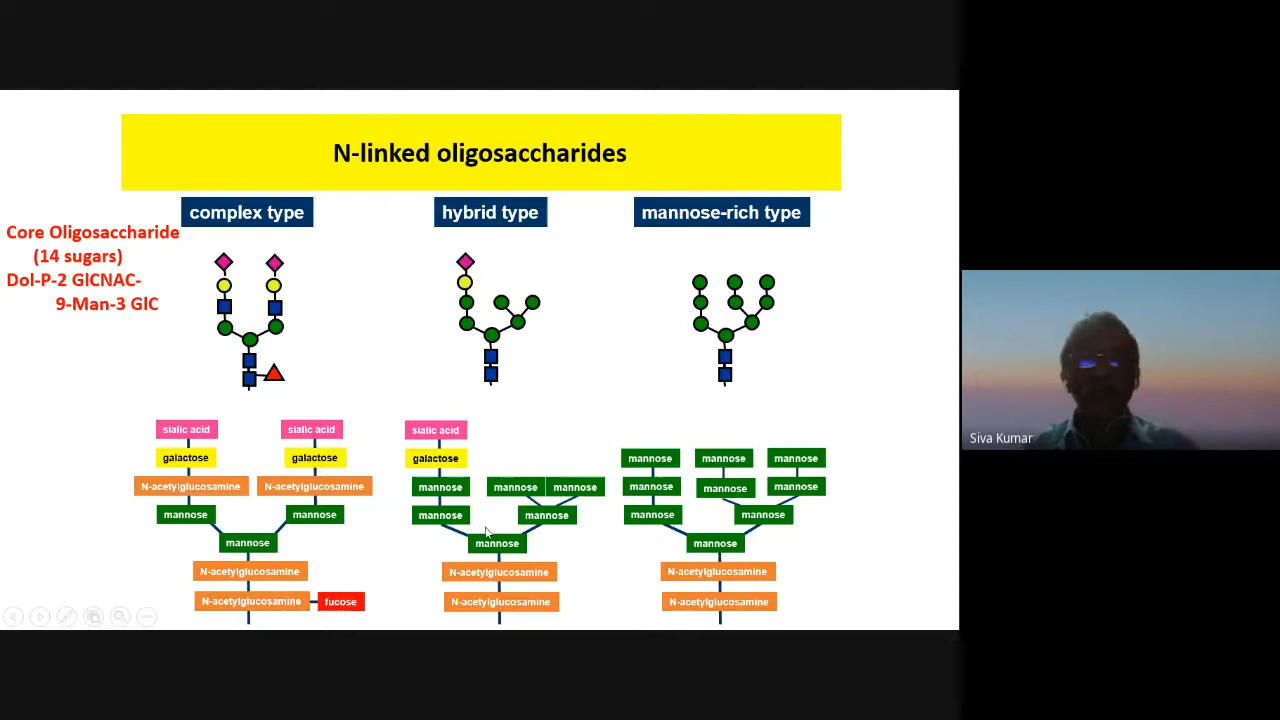 N-linked oligosaccharides
complex type
hybrid type
mannose-rich type
Core Oligosaccharide
(14 sugars)
Dol-P-2 GlCNAC-
9-Man-3 GlC
sialic acid
sialic acid
galactose
galactose
N-acetylglucosamine
N-acetylglucosamine
mannose
mannose
mannose
N-acetylglucosamine
N-acetylglucosamine
fucose
sialic acid
galactose
mannose
mannose
mannose
mannose
mannose
mannose
N-acetylglucosamine
N-acetylglucosamine
mannose
mannose
mannose
mannose
mannose
mannose
mannose
mannose
mannose
N-acetylglucosamine
N-acetylglucosamine
Siva Kumar